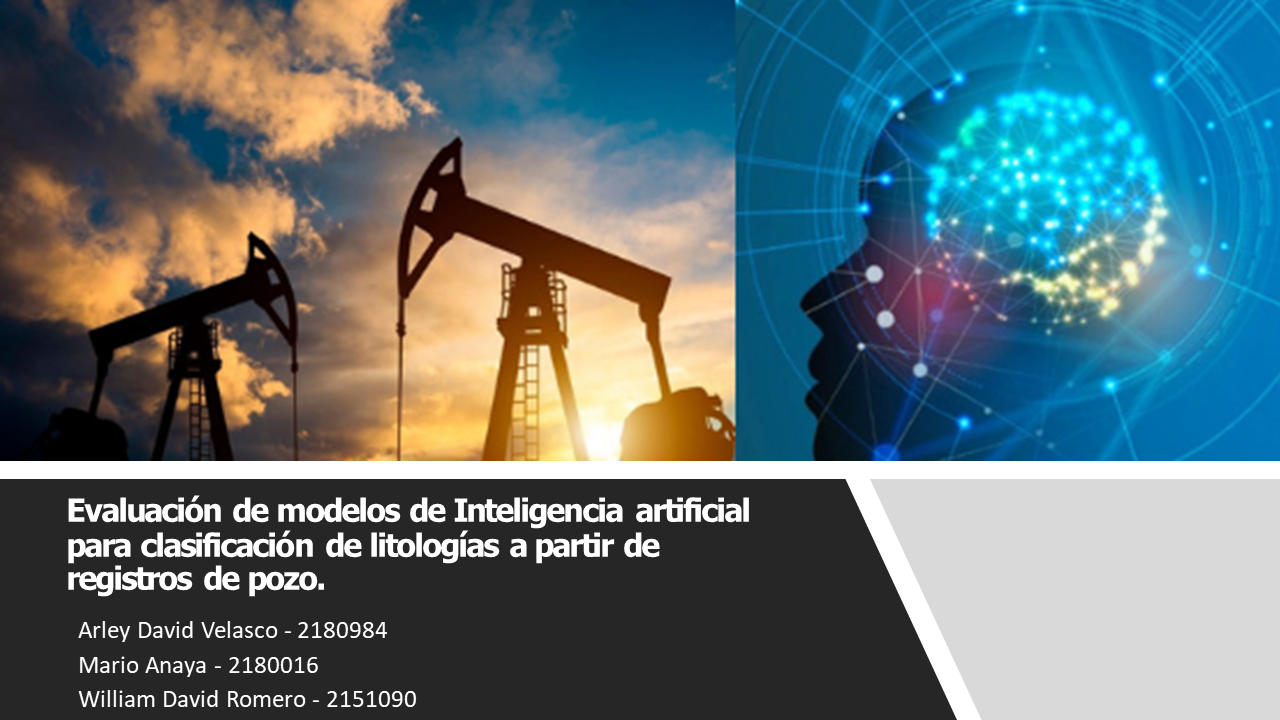 Evaluación de modelos de Inteligencia artificial
para clasificación de litologías a partir de
registros de pozo.
Arley David Velasco - 2180984
Mario Anaya - 2180016
William David Romero - 2151090